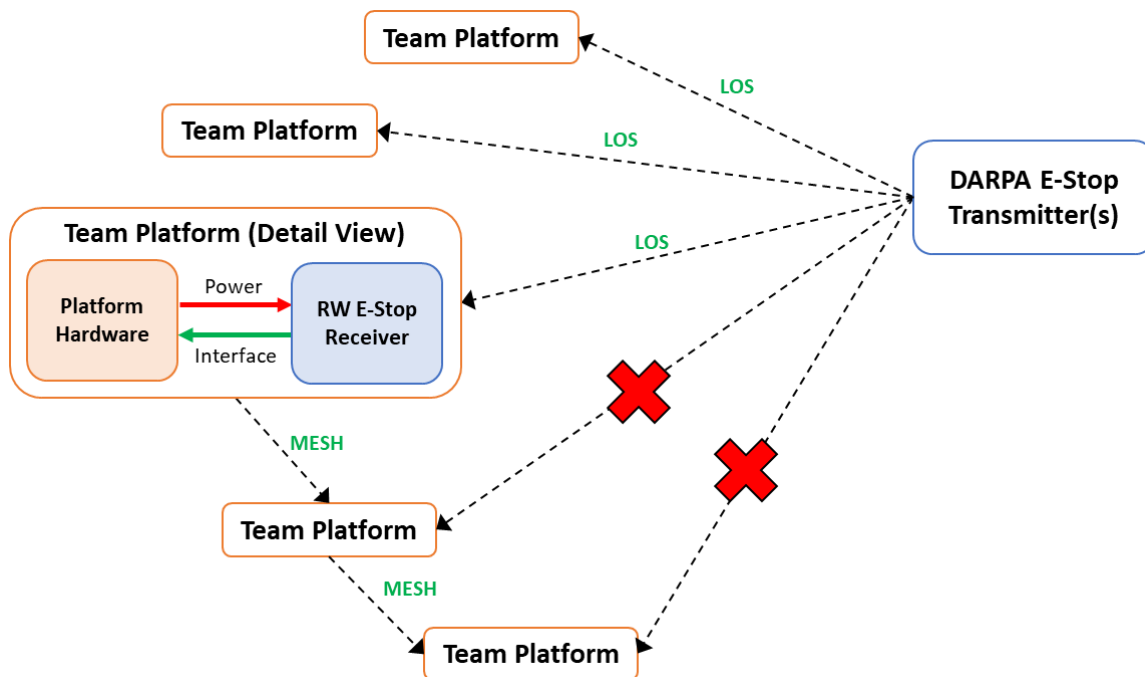 Team Platform
LOS
Team Platform
LOS
DARPA E-Stop
Transmitter(s)
Team Platform (Detail View)
LOS
Platform
Hardware
Power
Interface
RW E-Stop
Receiver
MESH
Team Platform
MESH
Team Platform